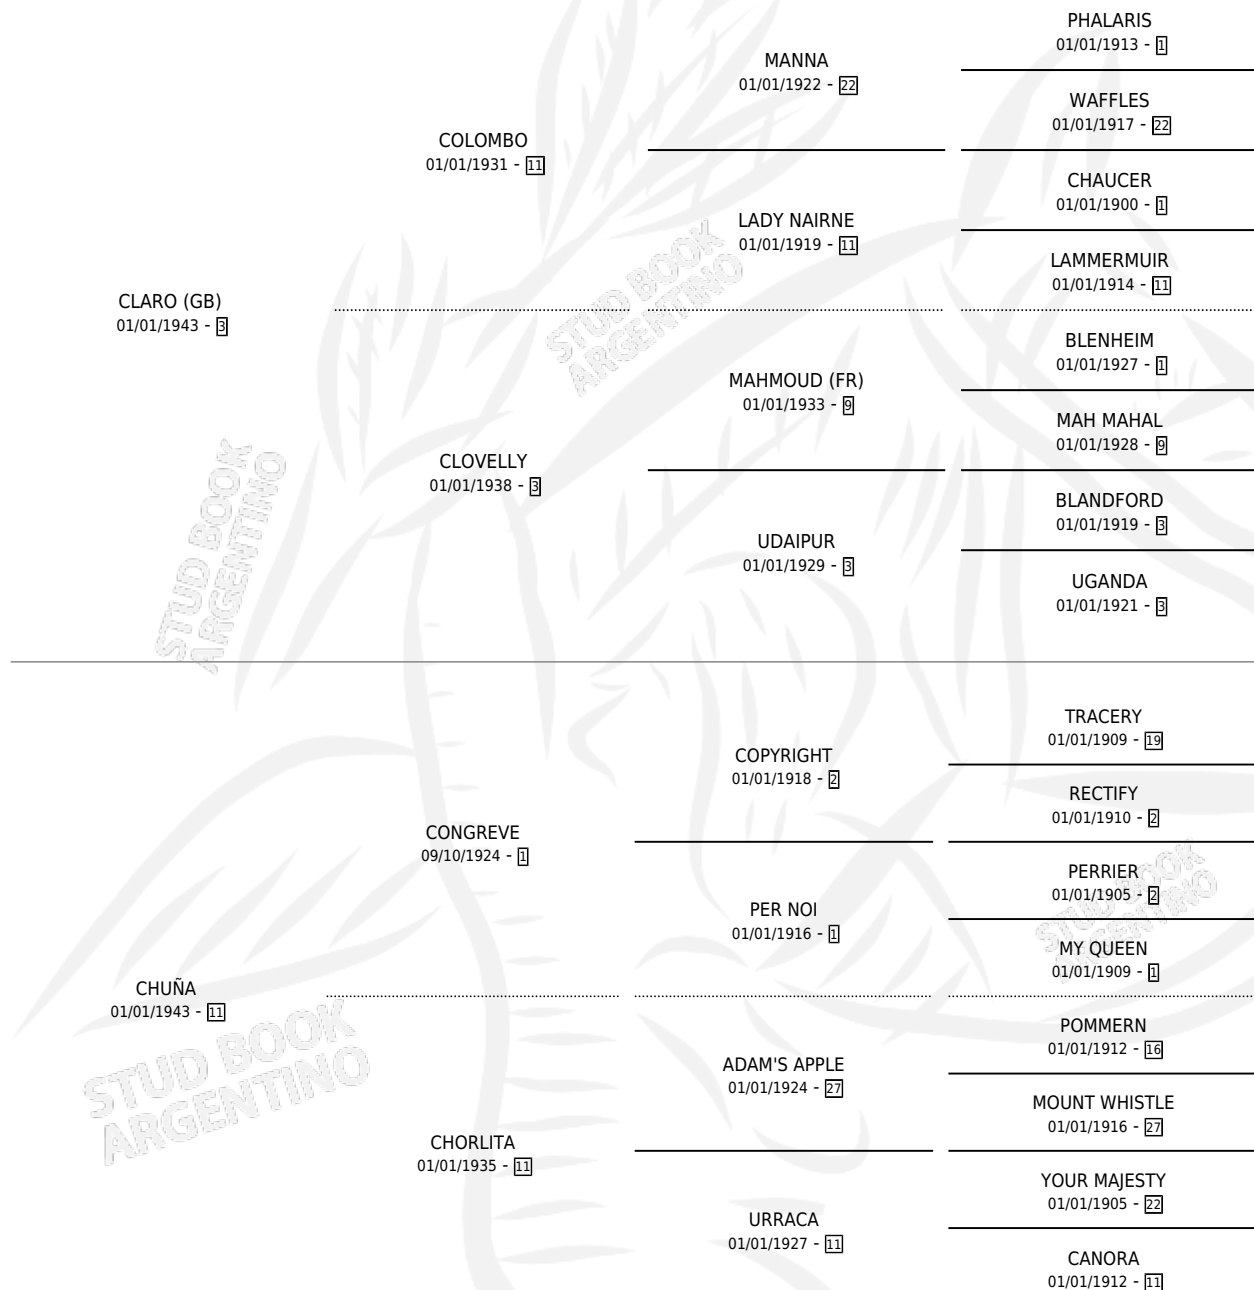 CLARO (GB)
01/01/1943 - 3
COLOMBO
01/01/1931 - 11
CLOVELLY
01/01/1938 - 3
MANNA
01/01/1922 - 22
LADY NAIRNE
01/01/1919 - 11
MAHMOUD (FR)
01/01/1933 - 9
UDAIPUR
01/01/1929 - 3
PHALARIS
01/01/1913 - 1
WAFFLES
01/01/1917 - 22
CHAUCER
01/01/1900 - 1
LAMMERMUIR
01/01/1914 - 11
BLENHEIM
01/01/1927 - 1
MAH MAHAL
01/01/1928 - 9
BLANDFORD
01/01/1919 - 3
UGANDA
01/01/1921 - 3
CHUÑA
01/01/1943 - 11
CONGREVE
09/10/1924 - 1
CHORLITA
01/01/1935 - 11
COPYRIGHT
01/01/1918 - 2
PER NOI
01/01/1916 - 1
ADAM'S APPLE
01/01/1924 - 27
URRACA
01/01/1927 - 11
TRACERY
01/01/1909 - 19
RECTIFY
01/01/1910 - 2
PERRIER
01/01/1905 - 2
MY QUEEN
01/01/1909 - 1
POMMERN
01/01/1912 - 16
MOUNT WHISTLE
01/01/1916 - 27
YOUR MAJESTY
01/01/1905 - 22
CANORA
01/01/1912 - 11
STUD BOOK
ARGENTINO
STUD BOOK
ARGENTINO
STUD BOOK
ARGENTINO
STUD BOOK
ARGENTINO